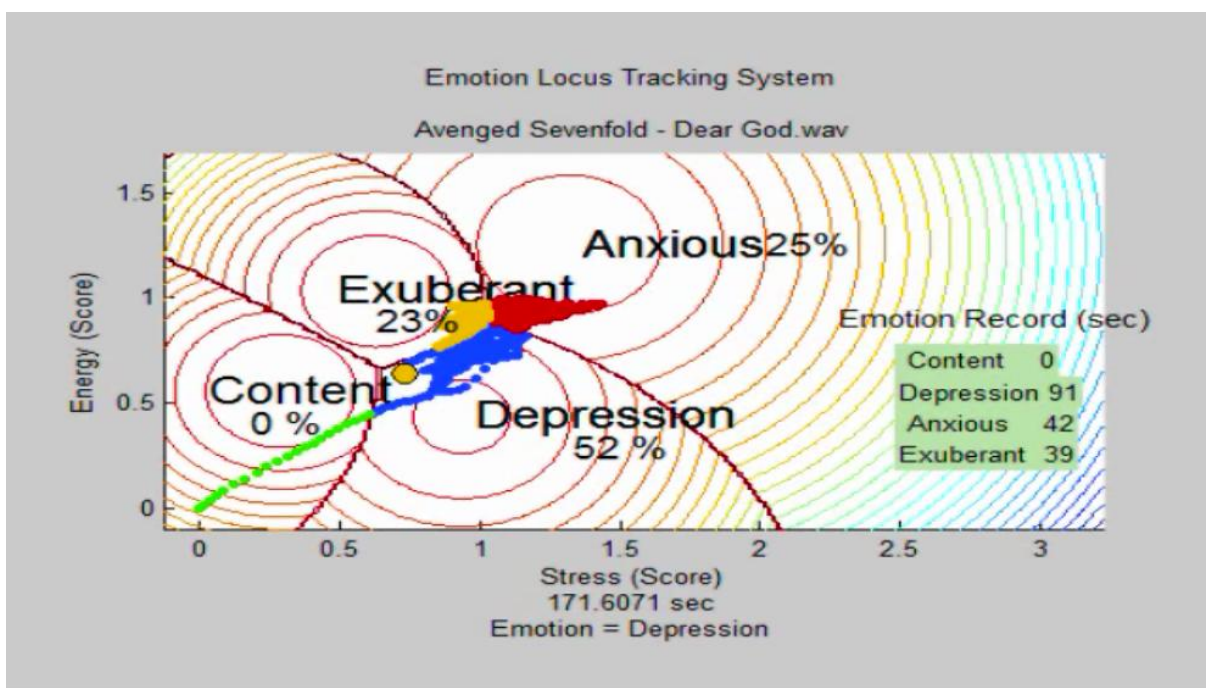 Emotion Locus Tracking System
Avenged Sevenfold - Dear God.wav
1.5
1
0.5
0
Energy (Score)
Anxious 25%
Exuberant
23%
Content
0 %
Depression
52 %
Emotion Record (sec)
Content 0
Depression 91
Anxious 42
Exuberant 39
0 0.5 1 1.5 2 2.5 3
Stress (Score)
171.6071 sec
Emotion = Depression